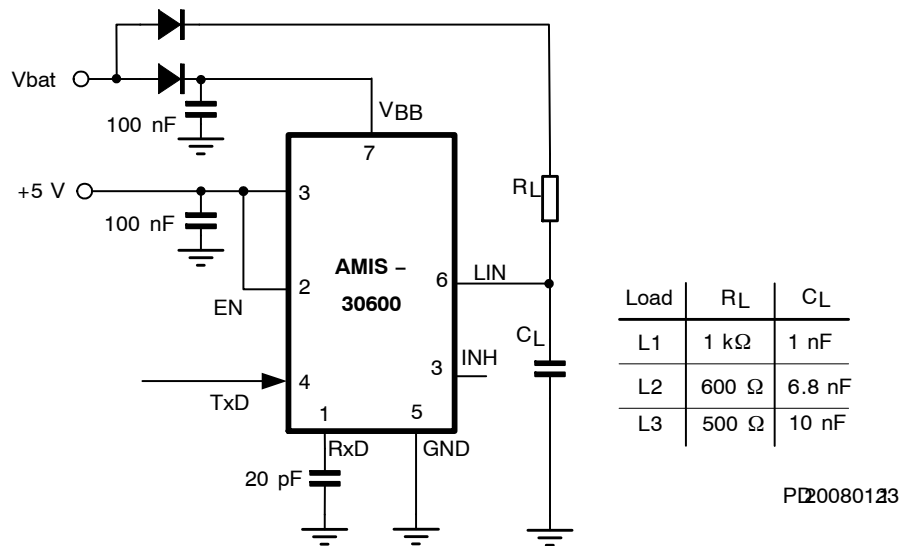 Vbat
100 nF
VBB
7
+5 V
3
100 nF
RL
AMIS –
30600
6
LIN
2
EN
CL
INH
3
4
TxD
1
5
RxD
GND
20 pF
Load RL CL
L1 1 kΩ 1 nF
L2 600 Ω 6.8 nF
L3 500 Ω 10 nF